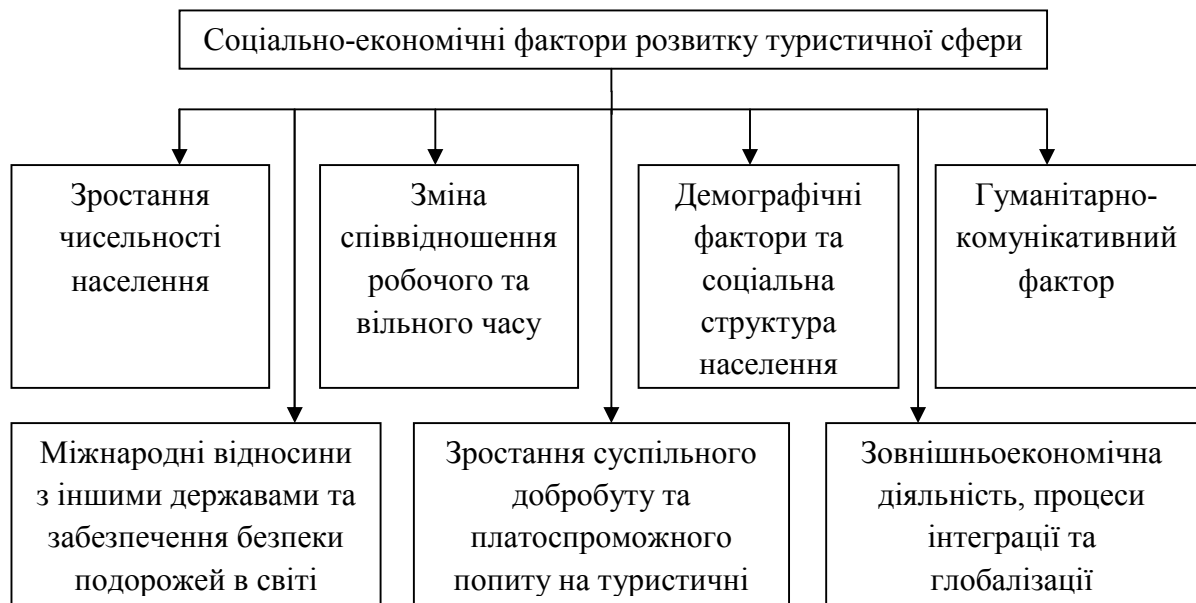 Соціально-економічні фактори розвитку туристичної сфери
Зростання
чисельності
населення
Зміна
співвідношення
робочого та
вільного часу
Демографічні
фактори та
соціальна
структура
населення
Гуманітарно-
комунікативний
фактор
Міжнародні відносини
з іншими державами та
забезпечення безпеки
подорожей в світі
Зростання суспільного
добробуту та
платоспроможного
попиту на туристичні
Зовнішньоекономічна
діяльність, процеси
інтеграції та
глобалізації